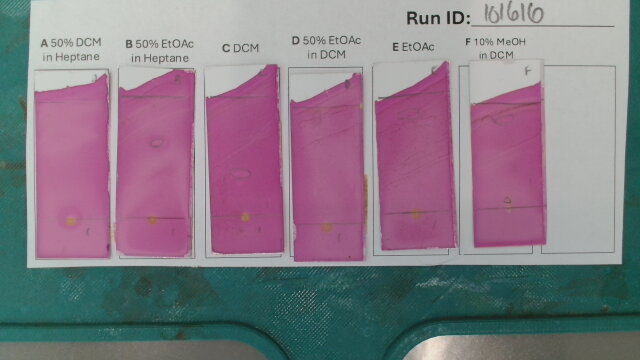 Run ID: 101616
A 50% DCM
in Heptane
B 50% EtOAc
in Heptane
C DCM
D 50% EtOAc
in DCM
E EtOAc
F 10% MeOH
in DCM
F